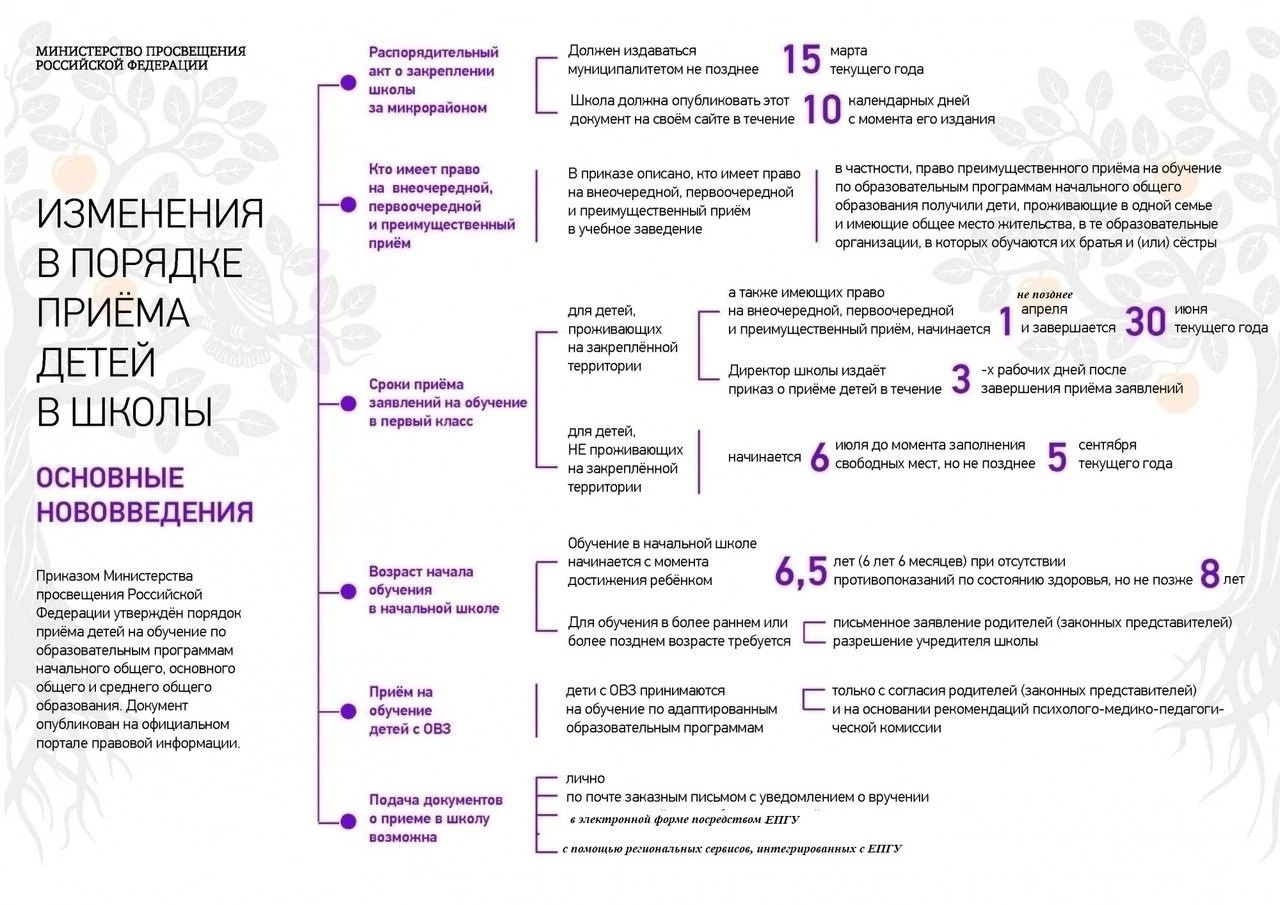 МИНИСТЕРСТВО ПРОСВЕЩЕНИЯ
РОССИЙСКОЙ ФЕДЕРАЦИИ
ИЗМЕНЕНИЯ
В ПОРЯДКЕ
ПРИЁМА
ДЕТЕЙ
В ШКОЛЫ
ОСНОВНЫЕ
НОВОВВЕДЕНИЯ
Приказом Министерства
просвещения Российской
Федерации утверждён порядок
приёма детей на обучение по
образовательным программам
начального общего, основного
общего и среднего общего
образования. Документ
опубликован на официальном
портале правовой информации.
Распорядительный
акт о закреплении
школы
за микрорайоном
Должен издаваться
муниципалитетом не позднее
15
марта
текущего года
Школа должна опубликовать этот
документ на своём сайте в течение
10
календарных дней
с момента его издания
Кто имеет право
на внеочередной,
первоочередной
и преимущественный
приём
В приказе описано, кто имеет право
на внеочередной, первоочередной
и преимущественный приём
в учебное заведение
в частности, право преимущественного приёма на обучение
по образовательным программам начального общего
образования получили дети, проживающие в одной семье
и имеющие общее место жительства, в те образовательные
организации, в которых обучаются их братья и (или) сёстры
Сроки приёма
заявлений на обучение
в первый класс
для детей,
проживающих
на закреплённой
территории
а также имеющих право
на внеочередной, первоочередной
и преимущественный приём, начинается
не позднее
1
апреля
и завершается
30
июня
текущего года
Директор школы издаёт
приказ о приёме детей в течение
3
-х рабочих дней после
завершения приёма заявлений
для детей,
НЕ проживающих
на закреплённой
территории
начинается
6
июля до момента заполнения
свободных мест, но не позднее
5
сентября
текущего года
Возраст начала
обучения
в начальной школе
Обучение в начальной школе
начинается с момента
достижения ребёнком
6,5
лет (6 лет 6 месяцев) при отсутствии
противопоказаний по состоянию здоровья, но не позже
8
лет
Для обучения в более раннем или
более позднем возрасте требуется
письменное заявление родителей (законных представителей)
разрешение учредителя школы
Приём на
обучение
детей с ОВЗ
дети с ОВЗ принимаются
на обучение по адаптированным
образовательным программам
только с согласия родителей (законных представителей)
и на основании рекомендаций психолого-медико-педагоги-
ческой комиссии
Подача документов
о приеме в школу
возможна
лично
по почте заказным письмом с уведомлением о вручении
в электронной форме посредством ЕПГУ
с помощью региональных сервисов, интегрированных с ЕПГУ